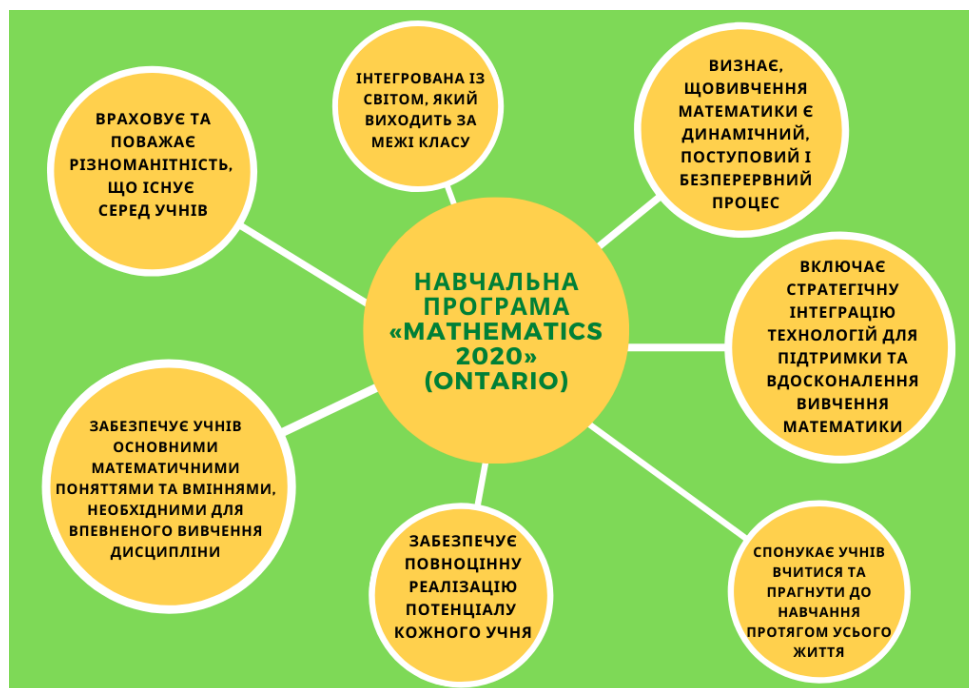 ІНТЕГРОВАНА ІЗ
СВІТОМ, ЯКИЙ
ВИХОДИТЬ ЗА
МЕЖІ КЛАСУ
ВИЗНАЄ,
ЩОВИВЧЕННЯ
МАТЕМАТИКИ Є
ДИНАМІЧНИЙ,
ПОСТУПОВИЙ І
БЕЗПЕРЕРВНИЙ
ПРОЦЕС
ВРАХОВУЄ ТА
ПОВАЖАЄ
РІЗНОМАНІТНІСТЬ,
ЩО ІСНУЄ
СЕРЕД УЧНІВ
НАВЧАЛЬНА
ПРОГРАМА
«MATHEMATICS
2020»
(ONTARIO)
ВКЛЮЧАЄ
СТРАТЕГІЧНУ
ІНТЕГРАЦІЮ
ТЕХНОЛОГІЙ ДЛЯ
ПІДТРИМКИ ТА
ВДОСКОНАЛЕННЯ
ВИВЧЕННЯ
МАТЕМАТИКИ
ЗАБЕЗПЕЧУЄ УЧНІВ
ОСНОВНИМИ
МАТЕМАТИЧНИМИ
ПОНЯТТЯМИ ТА ВМІННЯМИ,
НЕОБХІДНИМИ ДЛЯ
ВПЕВНЕНОГО ВИВЧЕННЯ
ДИСЦИПЛІНИ
ЗАБЕЗПЕЧУЄ
ПОВНОЦІННУ
РЕАЛІЗАЦІЮ
ПОТЕНЦІАЛУ
КОЖНОГО УЧНЯ
СПОНУКАЄ УЧНІВ
ВЧИТИСЯ ТА
ПРАГНУТИ ДО
НАВЧАННЯ
ПРОТЯГОМ УСЬОГО
ЖИТТЯ